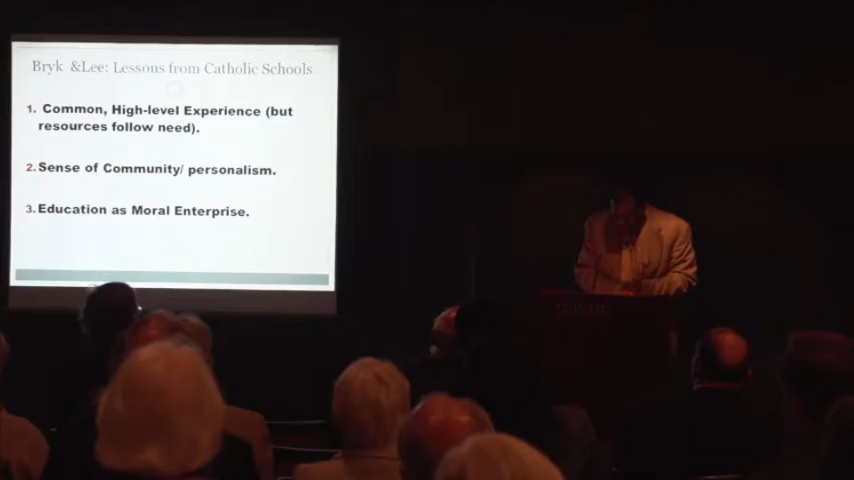 Bryk &Lee: Lessons from Catholic Schools
1. Common, High-level Experience (but
resources follow need).
2. Sense of Community/ personalism.
3. Education as Moral Enterprise.